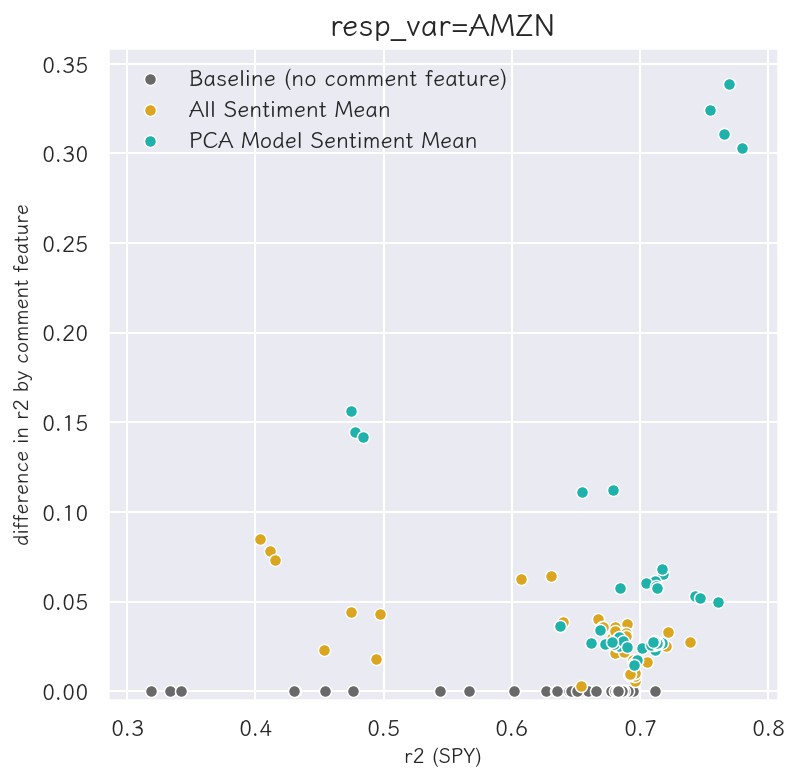 resp_var=AMZN
Baseline (no comment feature)
All Sentiment Mean
PCA Model Sentiment Mean
difference in r2 by comment feature
0.35
0.30
0.25
0.20
0.15
0.10
0.05
0.00
0.3 0.4 0.5 0.6 0.7 0.8
r2 (SPY)